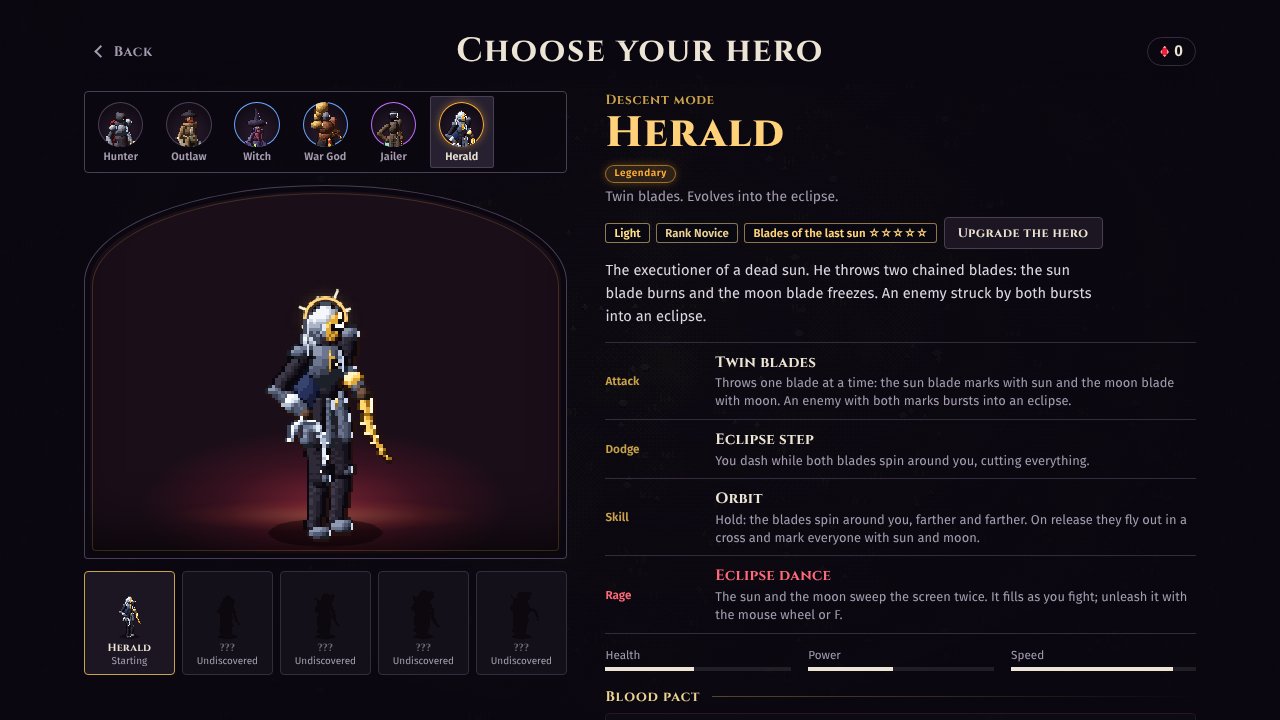 Back
Choose your hero
0
Hunter
Outlaw
Witch
War God
Jailer
Herald
Descent mode
Herald
Legendary
Twin blades. Evolves into the eclipse.
Light
Rank Novice
Blades of the last sun ☆☆☆☆☆
Upgrade the hero
The executioner of a dead sun. He throws two chained blades: the sun
blade burns and the moon blade freezes. An enemy struck by both bursts
into an eclipse.
Attack
Twin blades
Throws one blade at a time: the sun blade marks with sun and the moon blade
with moon. An enemy with both marks bursts into an eclipse.
Dodge
Eclipse step
You dash while both blades spin around you, cutting everything.
Skill
Orbit
Hold: the blades spin around you, farther and farther. On release they fly out in a
cross and mark everyone with sun and moon.
Rage
Eclipse dance
The sun and the moon sweep the screen twice. It fills as you fight; unleash it with
the mouse wheel or F.
Health
Power
Speed
Blood pact
Herald
Starting
???
Undiscovered
???
Undiscovered
???
Undiscovered
???
Undiscovered